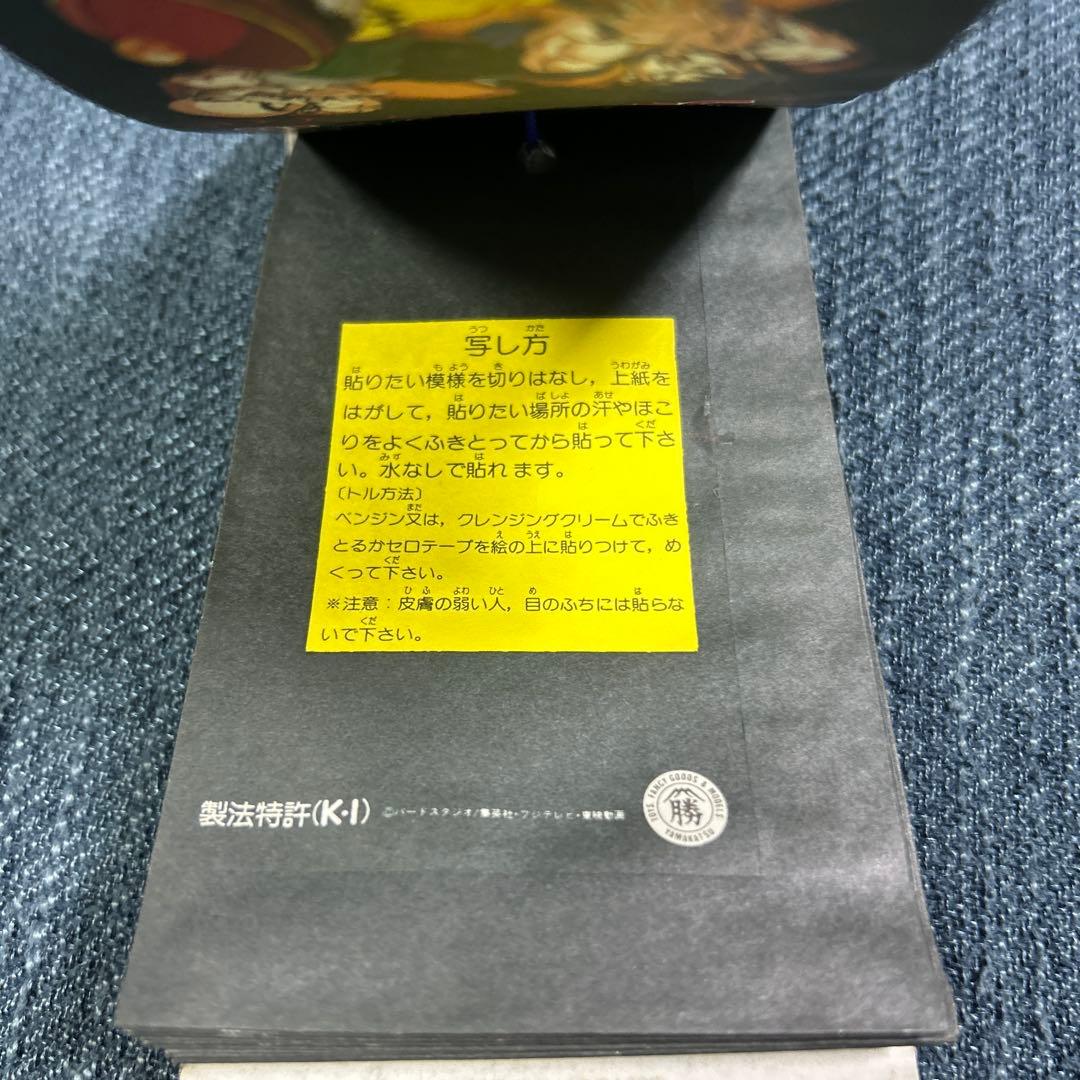 写し方
貼りたい模様を切りはなし，上紙を
はがして，貼りたい場所の汗やほこ
りをよくふきとってから貼って下さ
い。水なしで貼れます。
〔トル方法〕
ベンジン又は，クレンジングクリームでふき
とるかセロテープを絵の上に貼りつけて，め
くって下さい。
※注意：皮膚の弱い人，目のふちには貼らな
いで下さい。
製法特許(K・I) ©バードスタジオ/集英社・フジテレビ・東映動画
TOYS, FANCY GOODS & MODELS
勝
YAMAKATSU